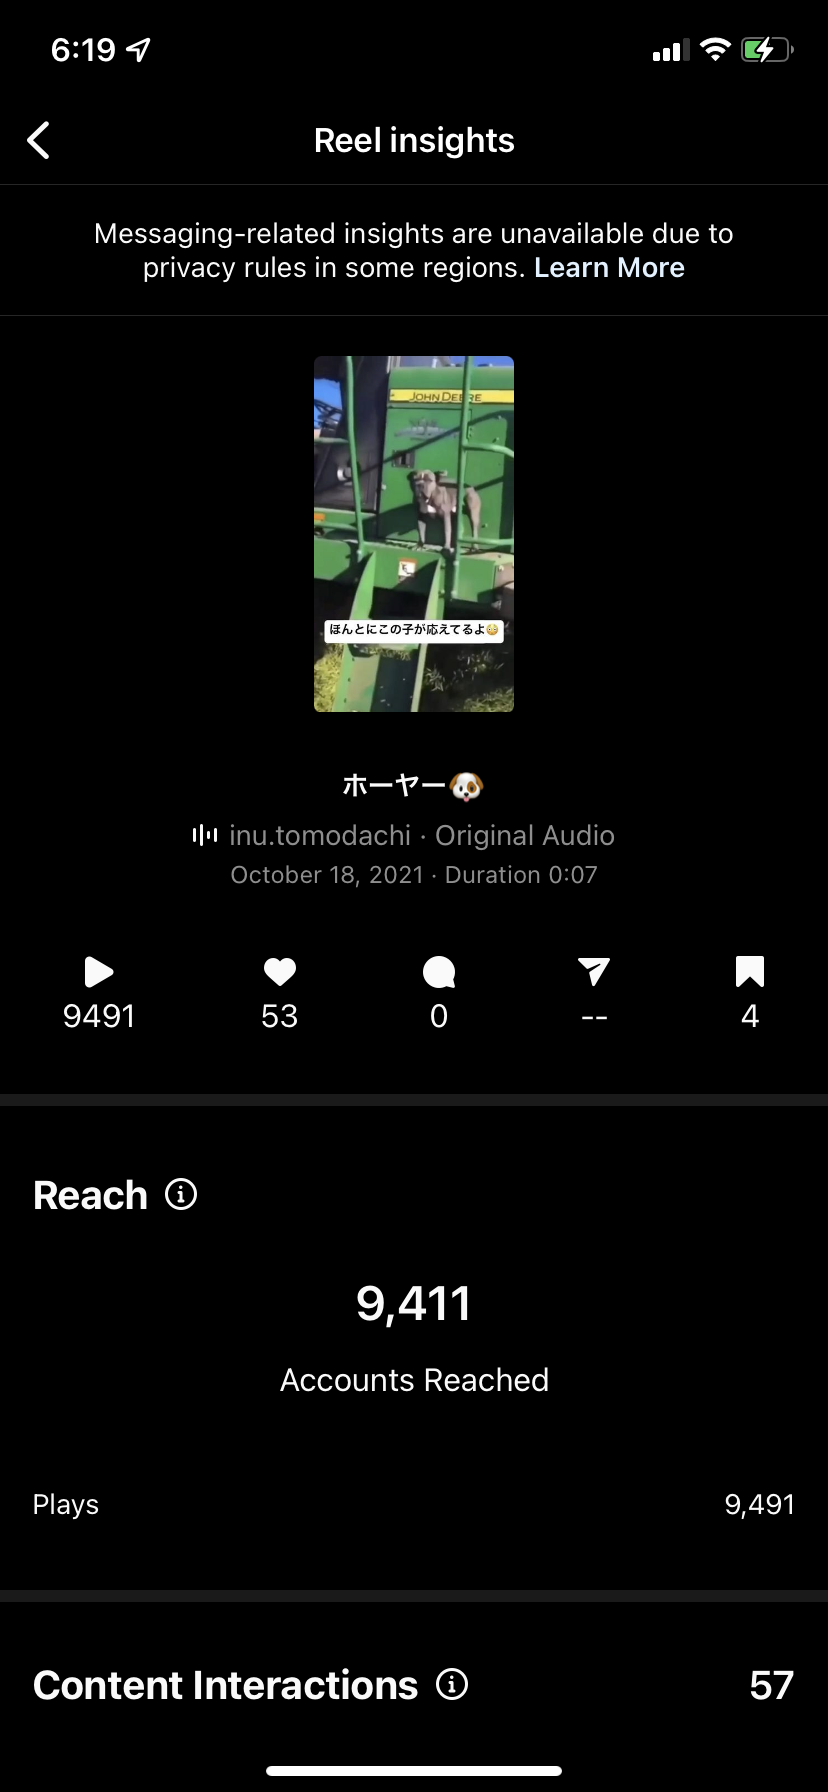 6:19
Reel insights
Messaging-related insights are unavailable due to
privacy rules in some regions. Learn More
JOHN DEERE
ほんとにこの子が応えてるよ😳
ホーヤー🐶
inu.tomodachi · Original Audio
October 18, 2021 · Duration 0:07
9491 53 0 -- 4
Reach
9,411
Accounts Reached
Plays 9,491
Content Interactions 57